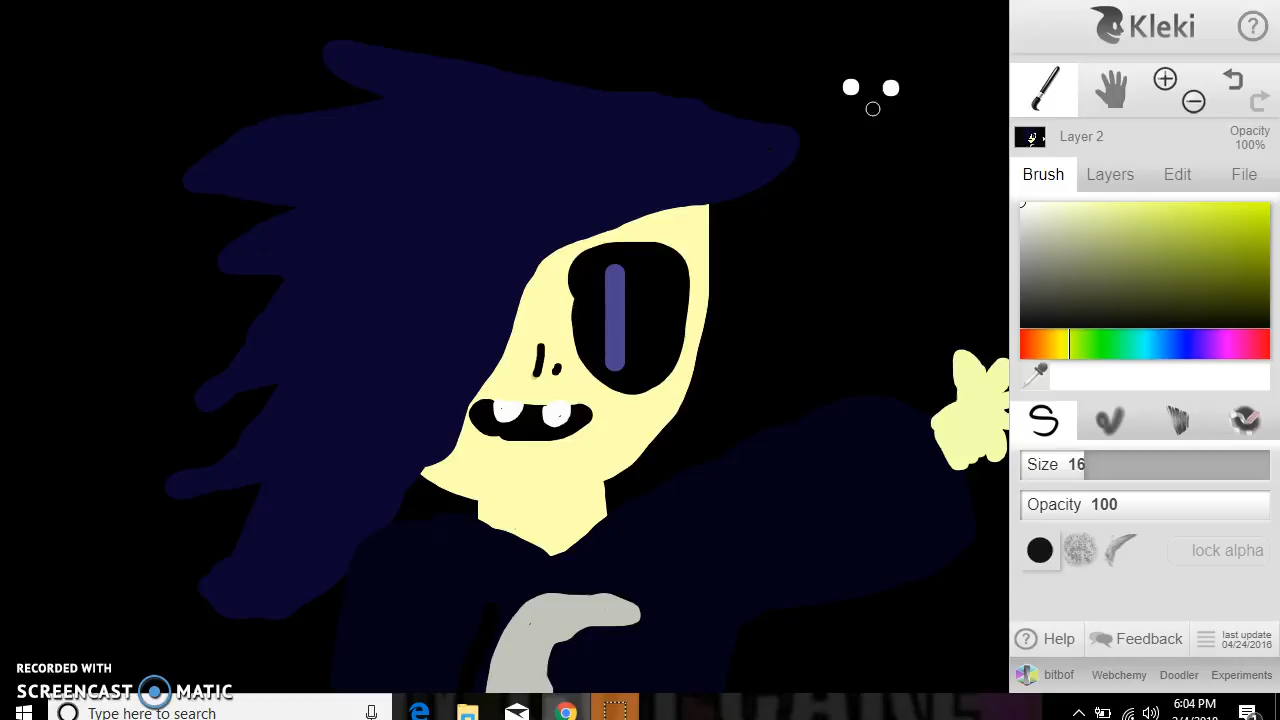 Kleki
?
Layer 2
Opacity
100%
Brush Layers Edit File
Size 16
Opacity 100
lock alpha
? Help Feedback last update
04/24/2016
bitbof Webchemy Doodler Experiments
RECORDED WITH
SCREENCAST MATIC
Type here to search
6:04 PM